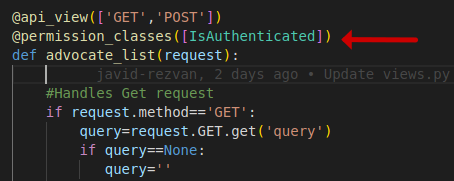 @api_view(['GET','POST'])
@permission_classes([IsAuthenticated])
def advocate_list(request):
javid-rezvan, 2 days ago • Update views.py
#Handles Get request
if request.method=='GET':
query=request.GET.get('query')
if query==None:
query=''